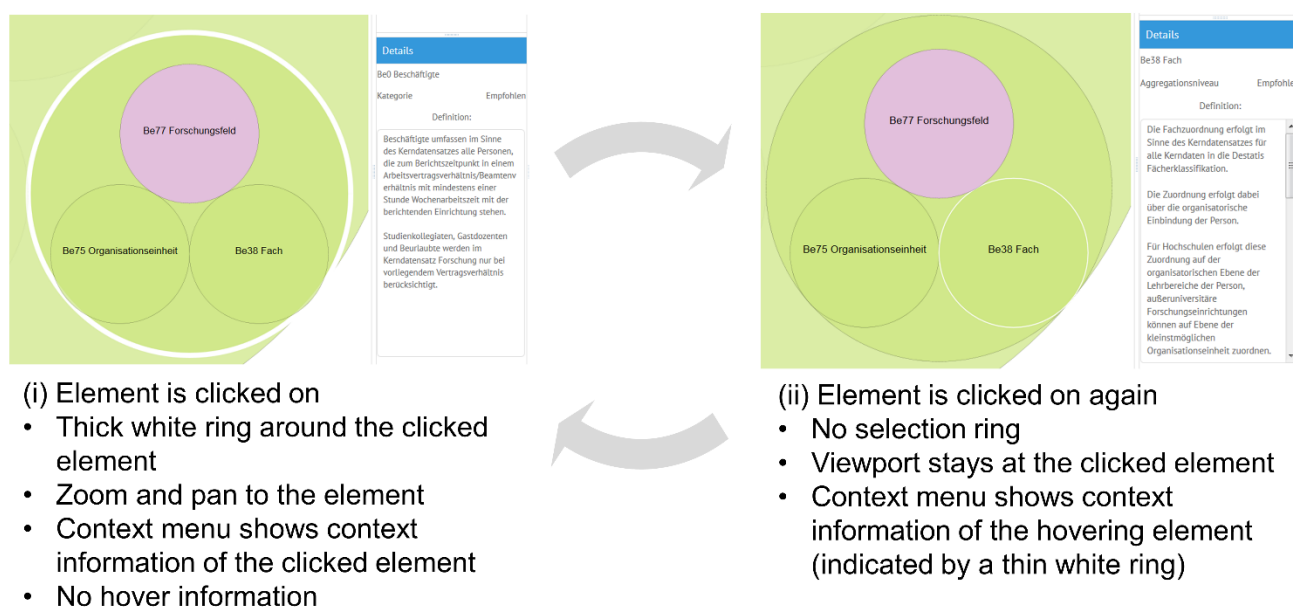 Be77 Forschungsfeld
Be75 Organisationseinheit
Be38 Fach
Details
Be0 Beschäftigte
Kategorie Empfohlen
Definition:
Beschäftigte umfassen im Sinne
des Kerndatensatzes alle Personen,
die zum Berichtszeitpunkt in einem
Arbeitsvertragsverhältnis/Beamtenv
erhältnis mit mindestens einer
Stunde Wochenarbeitszeit mit der
berichtenden Einrichtung stehen.
Studienkollegiaten, Gastdozenten
und Beurlaubte werden im
Kerndatensatz Forschung nur bei
vorliegendem Vertragsverhältnis
berücksichtigt.
Be77 Forschungsfeld
Be75 Organisationseinheit
Be38 Fach
Details
Be38 Fach
Aggregationsniveau Empfohle
Definition:
Die Fachzuordnung erfolgt im
Sinne des Kerndatensatzes für
alle Kerndaten in die Destatis
Fächerklassifikation.
Die Zuordnung erfolgt dabei
über die organisatorische
Einbindung der Person.
Für Hochschulen erfolgt diese
Zuordnung auf der
organisatorischen Ebene der
Lehrbereiche der Person,
außeruniversitäre
Forschungseinrichtungen
können auf Ebene der
kleinstmöglichen
Organisationseinheit zuordnen.
(i) Element is clicked on
• Thick white ring around the clicked
element
• Zoom and pan to the element
• Context menu shows context
information of the clicked element
• No hover information
(ii) Element is clicked on again
• No selection ring
• Viewport stays at the clicked element
• Context menu shows context
information of the hovering element
(indicated by a thin white ring)